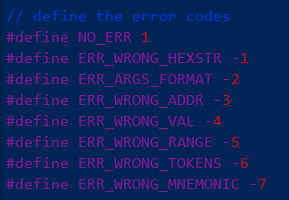 // define the error codes
#define NO_ERR 1
#define ERR_WRONG_HEXSTR -1
#define ERR_ARGS_FORMAT -2
#define ERR_WRONG_ADDR -3
#define ERR_WRONG_VAL -4
#define ERR_WRONG_RANGE -5
#define ERR_WRONG_TOKENS -6
#define ERR_WRONG_MNEMONIC -7